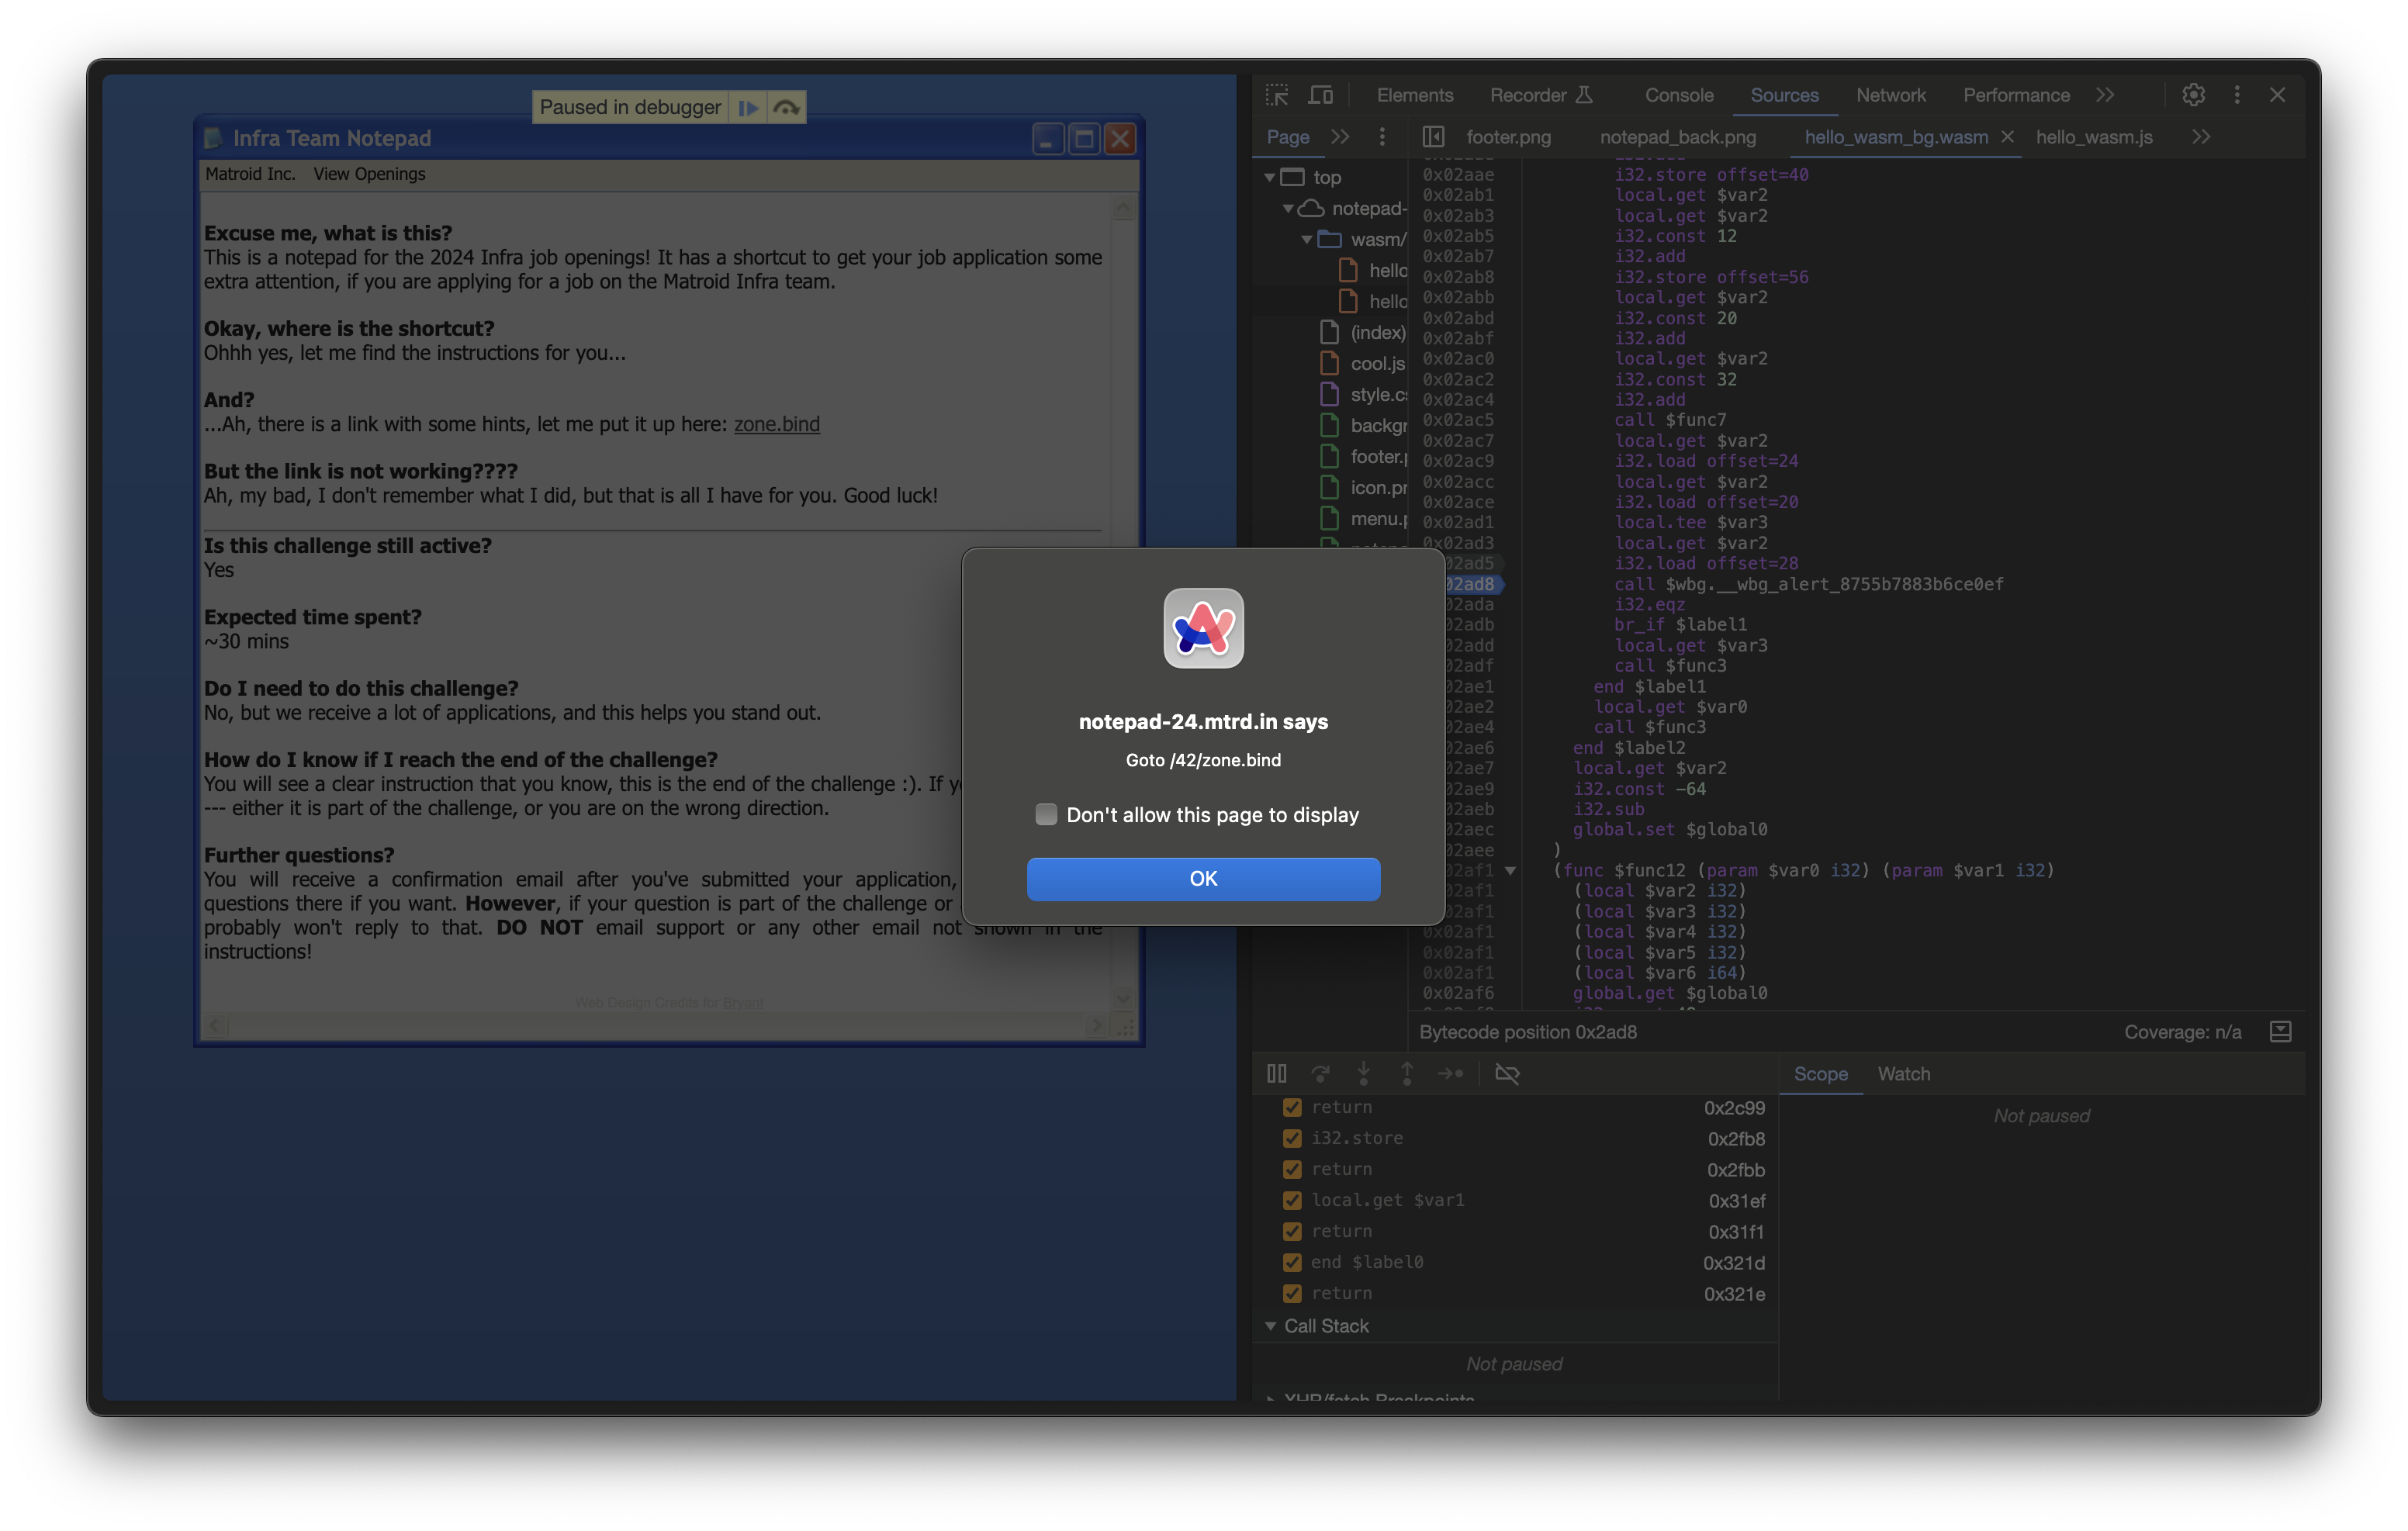 Paused in debugger
Infra Team Notepad
Matroid Inc. View Openings
Excuse me, what is this?
This is a notepad for the 2024 Infra job openings! It has a shortcut to get your job application some
extra attention, if you are applying for a job on the Matroid Infra team.
Okay, where is the shortcut?
Ohhh yes, let me find the instructions for you...
And?
...Ah, there is a link with some hints, let me put it up here: zone.bind
But the link is not working????
Ah, my bad, I don't remember what I did, but that is all I have for you. Good luck!
Is this challenge still active?
Yes
Expected time spent?
~30 mins
Do I need to do this challenge?
No, but we receive a lot of applications, and this helps you stand out.
How do I know if I reach the end of the challenge?
You will see a clear instruction that you know, this is the end of the challenge :). If
--- either it is part of the challenge, or you are on the wrong direction.
Further questions?
You will receive a confirmation email after you've submitted your application,
questions there if you want. However, if your question is part of the challenge or
probably won't reply to that. DO NOT email support or any other email not shown in the
instructions!
Web Design Credits for Bryant
notepad-24.mtrd.in says
Goto /42/zone.bind
Don't allow this page to display
OK
Elements Recorder Console Sources Network Performance
Page footer.png notepad_back.png hello_wasm_bg.wasm hello_wasm.js
top
notepad-
wasm/
hello
hello
(index)
cool.js
style.c
backgr
footer.p
icon.pr
menu.p
0x02aae i32.store offset=40
0x02ab1 local.get $var2
0x02ab3 local.get $var2
0x02ab5 i32.const 12
0x02ab7 i32.add
0x02ab8 i32.store offset=56
0x02abb local.get $var2
0x02abd i32.const 20
0x02abf i32.add
0x02ac0 local.get $var2
0x02ac2 i32.const 32
0x02ac4 i32.add
0x02ac5 call $func7
0x02ac7 local.get $var2
0x02ac9 i32.load offset=24
0x02acc local.get $var2
0x02ace i32.load offset=20
0x02ad1 local.tee $var3
0x02ad3 local.get $var2
02ad5 i32.load offset=28
02ad8 call $wbg.__wbg_alert_8755b7883b6ce0ef
02ada i32.eqz
02adb br_if $label1
02add local.get $var3
02adf call $func3
02ae1 end $label1
02ae2 local.get $var0
02ae4 call $func3
02ae6 end $label2
02ae7 local.get $var2
02ae9 i32.const -64
02aeb i32.sub
02aec global.set $global0
02aee )
02af1 (func $func12 (param $var0 i32) (param $var1 i32)
02af1 (local $var2 i32)
0x02af1 (local $var3 i32)
0x02af1 (local $var4 i32)
0x02af1 (local $var5 i32)
0x02af1 (local $var6 i64)
0x02af6 global.get $global0
Bytecode position 0x2ad8 Coverage: n/a
Scope Watch
Not paused
return 0x2c99
i32.store 0x2fb8
return 0x2fbb
local.get $var1 0x31ef
return 0x31f1
end $label0 0x321d
return 0x321e
Call Stack
Not paused
XHR/fetch Breakpoints